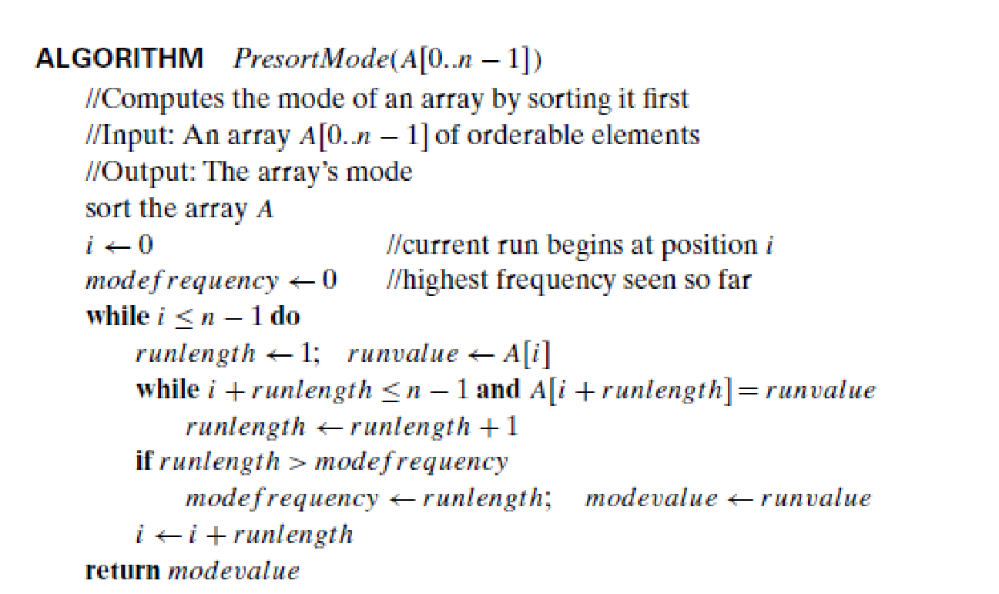 ALGORITHM PresortMode(A[0..n − 1])
//Computes the mode of an array by sorting it first
//Input: An array A[0..n − 1] of orderable elements
//Output: The array’s mode
sort the array A
i ← 0 //current run begins at position i
modefrequency ← 0 //highest frequency seen so far
while i ≤ n − 1 do
runlength ← 1; runvalue ← A[i]
while i + runlength ≤ n − 1 and A[i + runlength] = runvalue
runlength ← runlength + 1
if runlength > modefrequency
modefrequency ← runlength; modevalue ← runvalue
i ← i + runlength
return modevalue